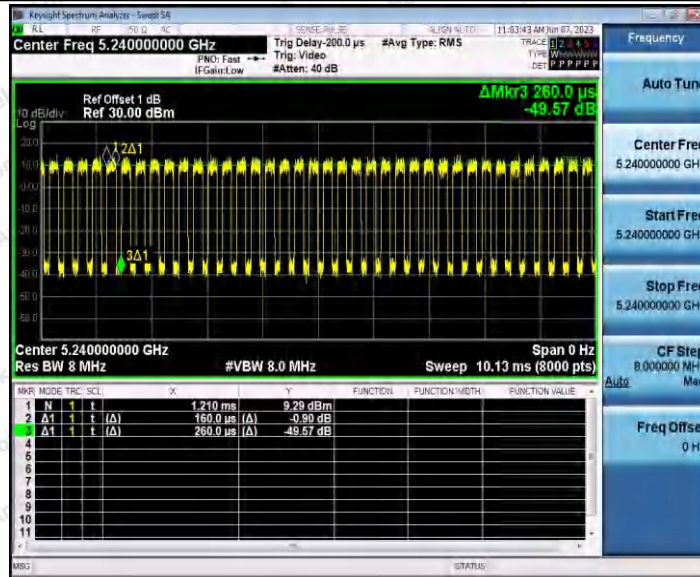 Keysight Spectrum Analyzer - Swept SA
RL RF 50 Ω AC SENSE:PULSE ALIGN AUTO 11:03:43 AM Jun 07, 2023
Center Freq 5.240000000 GHz
PNO: Fast
IFGain:Low
Trig Delay-200.0 µs
Trig: Video
#Atten: 40 dB
#Avg Type: RMS
TRACE 1 2 3 4 5 6
TYPE
DET P P P P P P
ΔMkr3 260.0 µs
-49.57 dB
10 dB/div
Log
Ref Offset 1 dB
Ref 30.00 dBm
20.0
10.0
0.00
-10.0
-20.0
-30.0
-40.0
-50.0
-60.0
1 2Δ1
3Δ1
Center 5.240000000 GHz Span 0 Hz
Res BW 8 MHz #VBW 8.0 MHz Sweep 10.13 ms (8000 pts)
MKR MODE TRC SCL X Y FUNCTION FUNCTION WIDTH FUNCTION VALUE
1 N 1 t 1.210 ms 9.29 dBm
2 Δ1 1 t (Δ) 160.0 µs (Δ) -0.90 dB
3 Δ1 1 t (Δ) 260.0 µs (Δ) -49.57 dB
4
5
6
7
8
9
10
11
MSG STATUS
Frequency
Auto Tun
Center Fre
5.240000000 GH
Start Fre
5.240000000 GH
Stop Fre
5.240000000 GH
CF Step
8.000000 MH
Auto Ma
Freq Offse
0 H